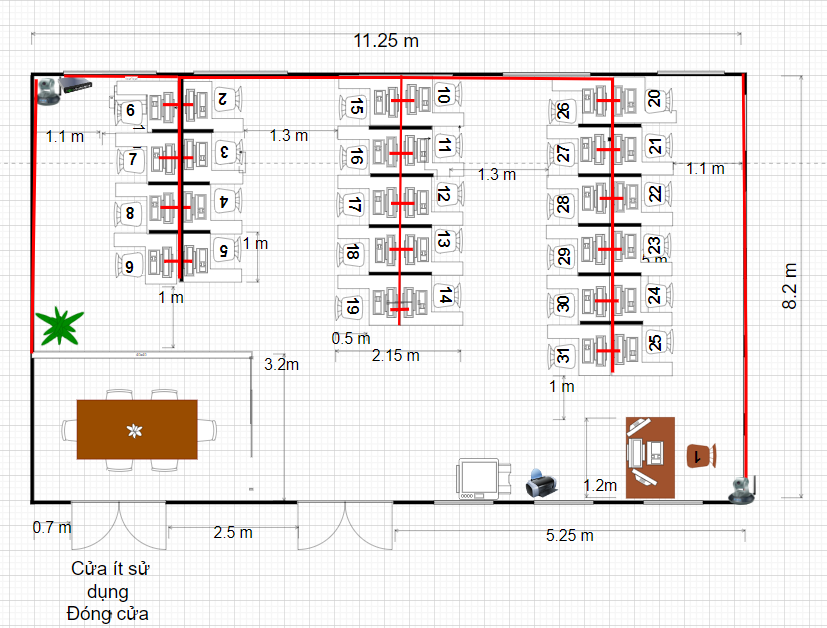 11.25 m
9
2
15
10
26
20
1.1 m
1.3 m
7
3
16
11
27
21
1.3 m
1.1 m
8
4
17
12
28
22
6
5
1 m
18
13
29
23
5 m
8.2 m
1 m
19
14
30
24
0.5 m
2.15 m
31
25
3.2m
1 m
1
1.2m
0.7 m
2.5 m
5.25 m
Cửa ít sử
dụng
Đóng cửa